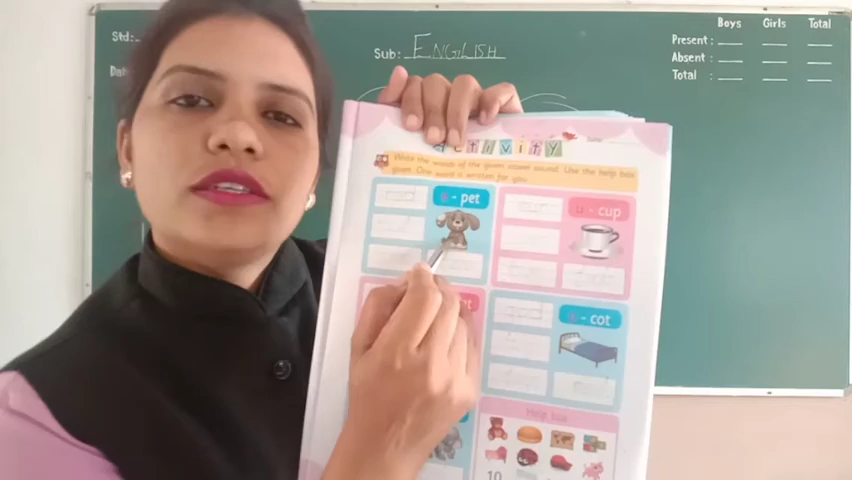 Std:
Sub: ENGLISH
Boys Girls Total
Present:
Absent:
Total :
activity
Write the words of the given vowel sound. Use the help box
given. One word is written for you.
e - pet
u - cup
o - cot
Help box
10